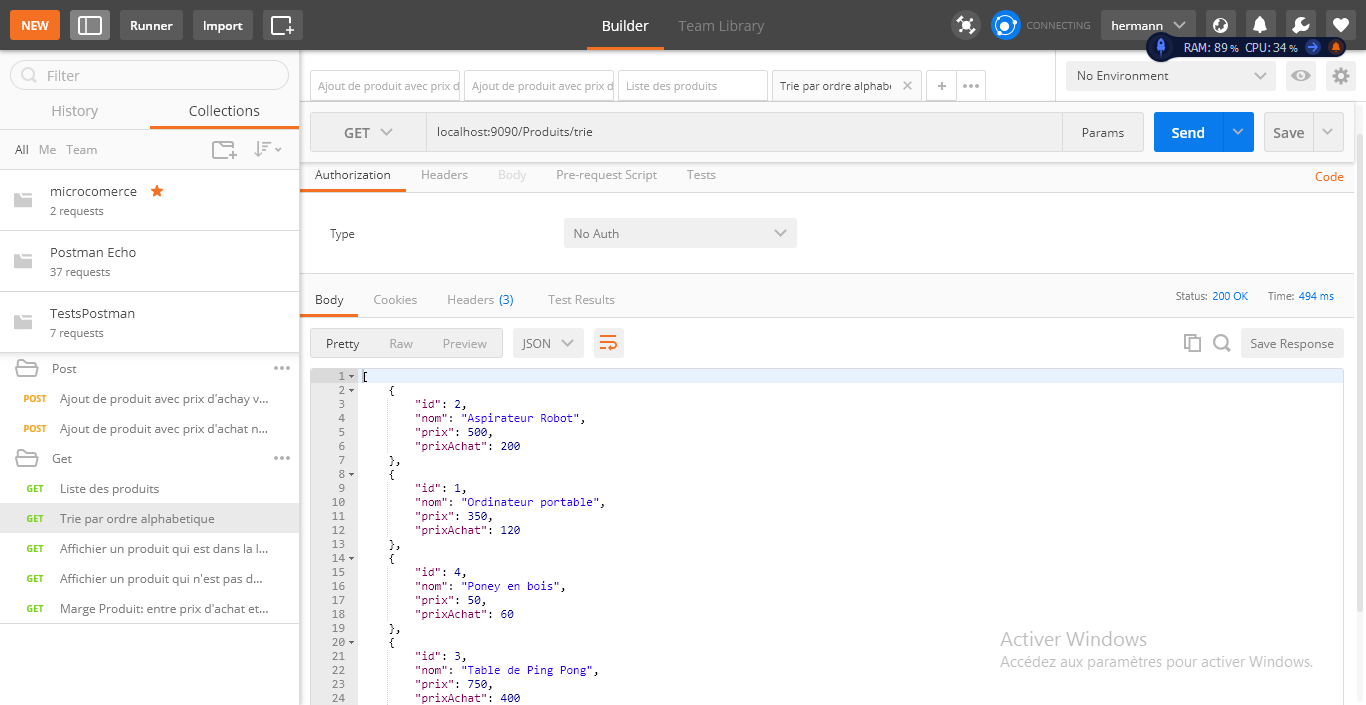 NEW Runner Import Builder Team Library CONNECTING hermann
RAM: 89 % CPU: 34 %
Filter
History Collections
All Me Team
microcomerce
2 requests
Postman Echo
37 requests
TestsPostman
7 requests
Post
POST Ajout de produit avec prix d'achay v...
POST Ajout de produit avec prix d'achat n...
Get
GET Liste des produits
GET Trie par ordre alphabetique
GET Affichier un produit qui est dans la l...
GET Affichier un produit qui n'est pas d...
GET Marge Produit: entre prix d'achat et...
Ajout de produit avec prix d Ajout de produit avec prix d Liste des produits Trie par ordre alphabe
No Environment
GET localhost:9090/Produits/trie Params Send Save
Authorization Headers Body Pre-request Script Tests Code
Type No Auth
Body Cookies Headers (3) Test Results Status: 200 OK Time: 494 ms
Pretty Raw Preview JSON Save Response
1 [
2 {
3 "id": 2,
4 "nom": "Aspirateur Robot",
5 "prix": 500,
6 "prixAchat": 200
7 },
8 {
9 "id": 1,
10 "nom": "Ordinateur portable",
11 "prix": 350,
12 "prixAchat": 120
13 },
14 {
15 "id": 4,
16 "nom": "Poney en bois",
17 "prix": 50,
18 "prixAchat": 60
19 },
20 {
21 "id": 3,
22 "nom": "Table de Ping Pong",
23 "prix": 750,
24 "prixAchat": 400
Activer Windows
Accédez aux paramètres pour activer Windows.